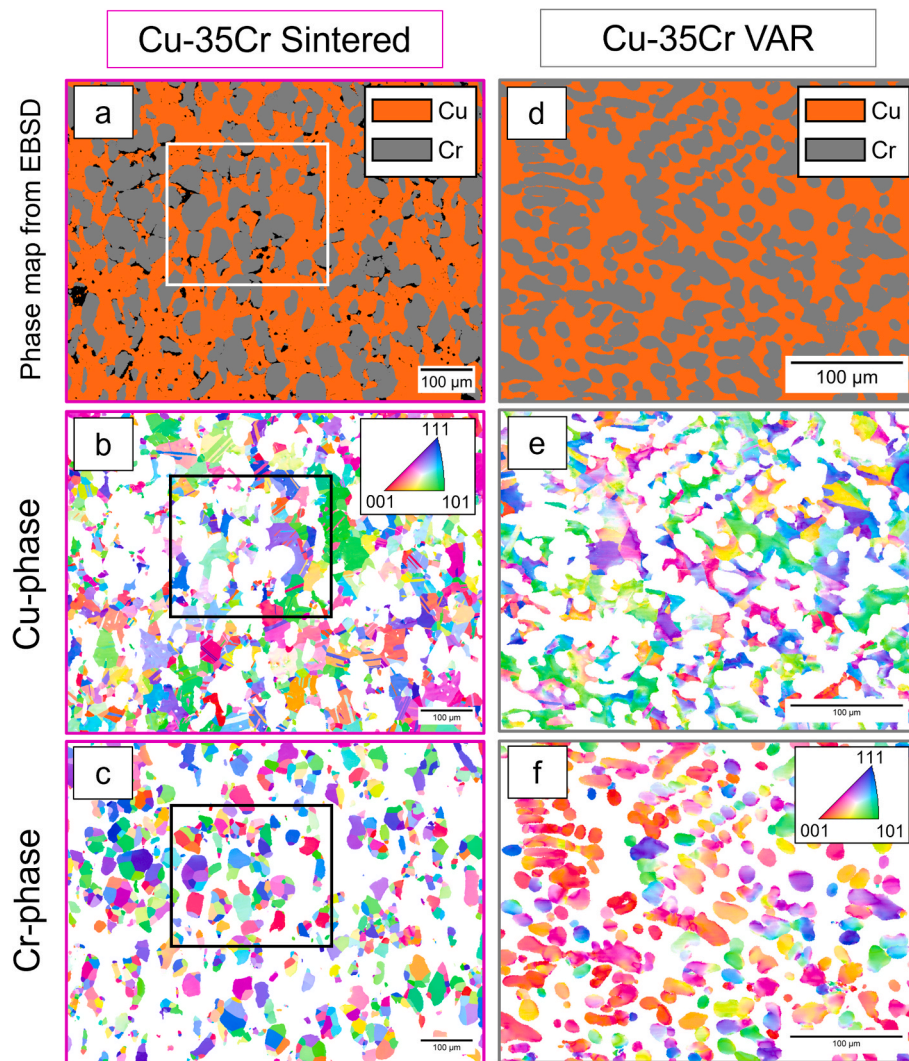 Cu-35Cr Sintered
Cu-35Cr VAR
Phase map from EBSD
a
Cu
Cr
100 µm
d
Cu
Cr
100 µm
Cu-phase
b
111
001
101
100 µm
e
100 µm
Cr-phase
c
100 µm
f
111
001
101
100 µm